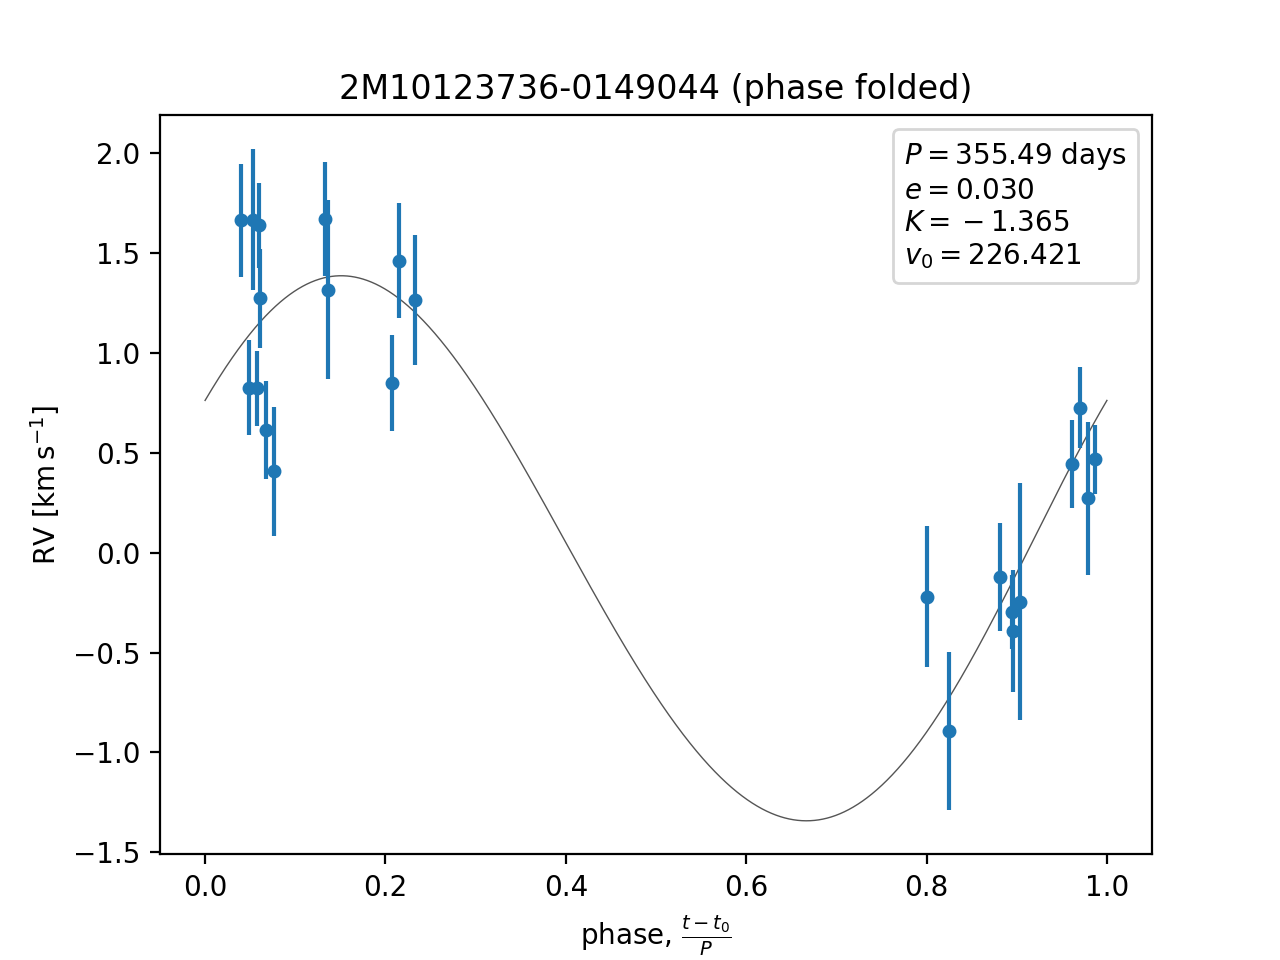 2M10123736-0149044 (phase folded)
P = 355.49 days
e = 0.030
K = −1.365
v₀ = 226.421
2.0
1.5
1.0
0.5
0.0
−0.5
−1.0
−1.5
RV [km s⁻¹]
0.0 0.2 0.4 0.6 0.8 1.0
phase, (t − t₀)/P